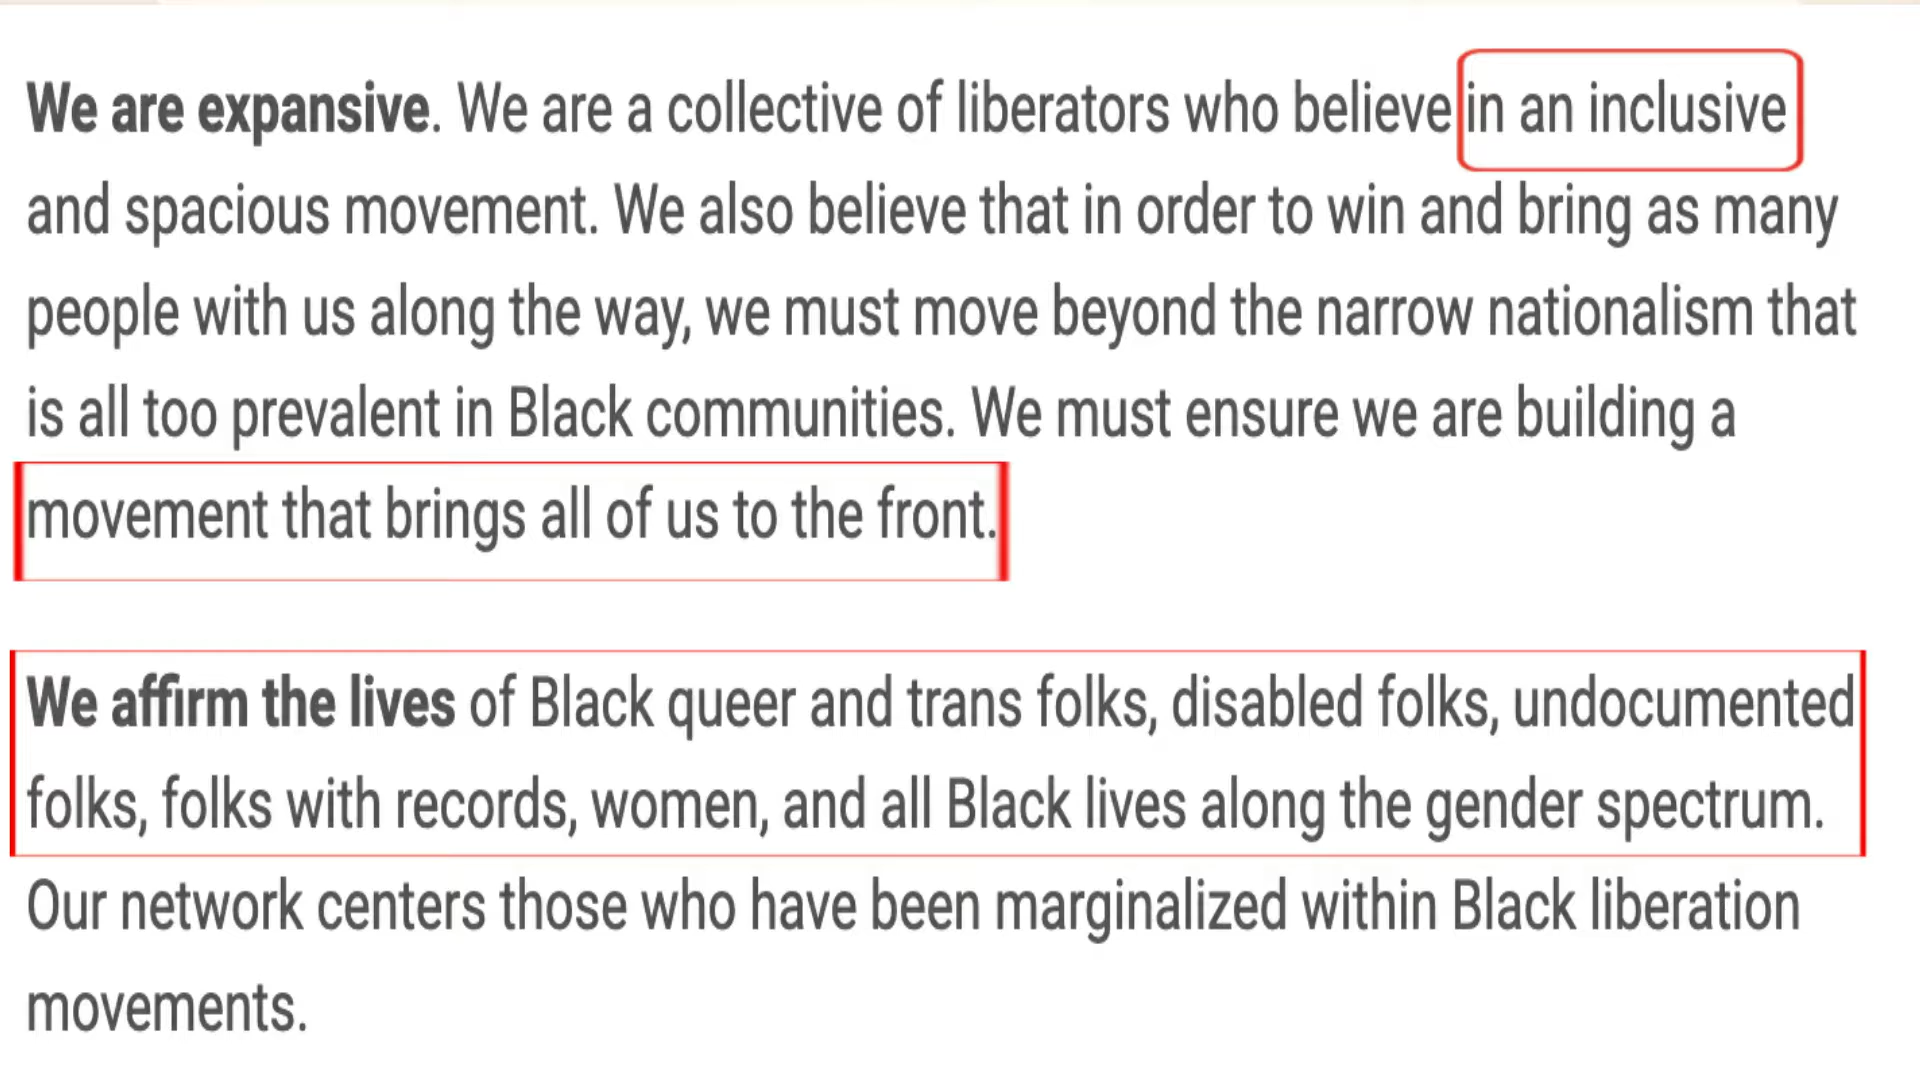 We are expansive. We are a collective of liberators who believe in an inclusive
and spacious movement. We also believe that in order to win and bring as many
people with us along the way, we must move beyond the narrow nationalism that
is all too prevalent in Black communities. We must ensure we are building a
movement that brings all of us to the front.
We affirm the lives of Black queer and trans folks, disabled folks, undocumented
folks, folks with records, women, and all Black lives along the gender spectrum.
Our network centers those who have been marginalized within Black liberation
movements.